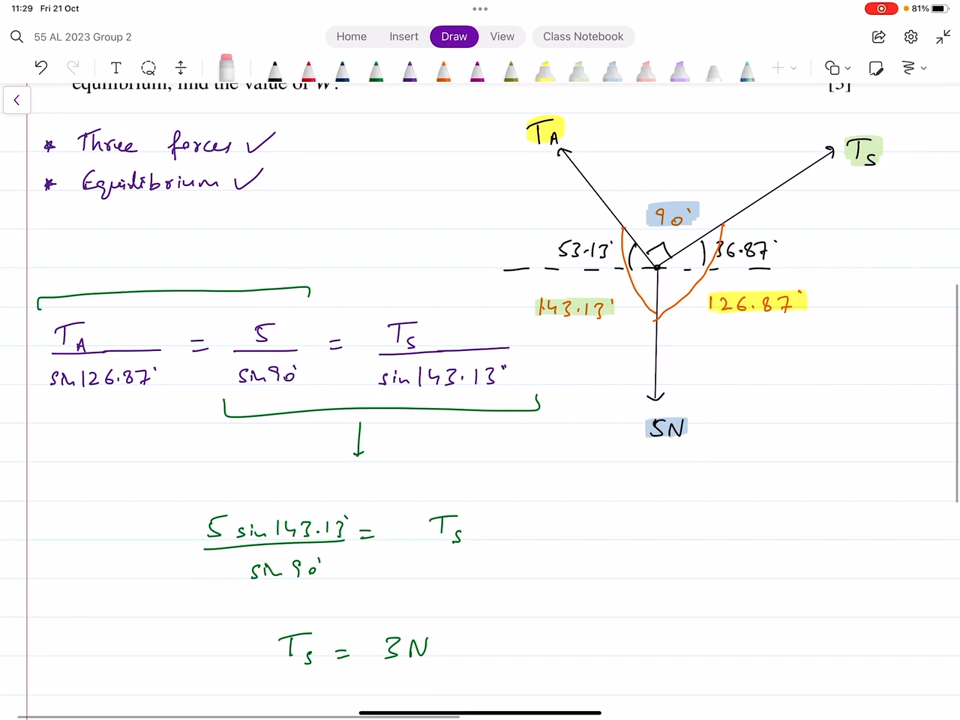 11:29 Fri 21 Oct
81%
55 AL 2023 Group 2
Home Insert Draw View Class Notebook
equilibrium, find the value of W.
[3]
* Three forces ✓
* Equilibrium ✓
T_A
T_S
90°
53.13° 36.87°
143.13° 126.87°
5N
T_A / sin 126.87° = 5 / sin 90° = T_S / sin 143.13°
5 sin 143.13° / sin 90° = T_S
T_S = 3N